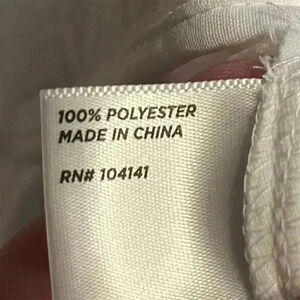 100% POLYESTER
MADE IN CHINA
RN# 104141